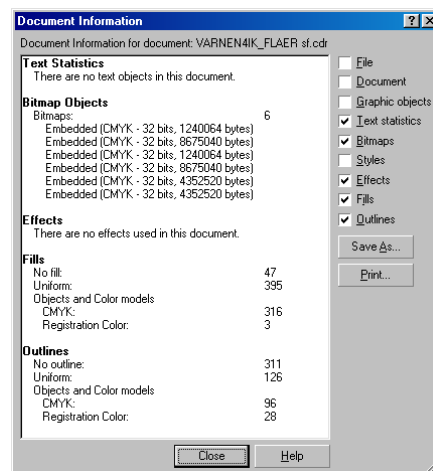 Document Information
Document Information for document: VARNEN4IK_FLAER sf.cdr
Text Statistics
There are no text objects in this document.
Bitmap Objects
Bitmaps: 6
Embedded (CMYK - 32 bits, 1240064 bytes)
Embedded (CMYK - 32 bits, 8675040 bytes)
Embedded (CMYK - 32 bits, 1240064 bytes)
Embedded (CMYK - 32 bits, 8675040 bytes)
Embedded (CMYK - 32 bits, 4352520 bytes)
Embedded (CMYK - 32 bits, 4352520 bytes)
Effects
There are no effects used in this document.
Fills
No fill: 47
Uniform: 395
Objects and Color models
CMYK: 316
Registration Color: 3
Outlines
No outline: 311
Uniform: 126
Objects and Color models
CMYK: 96
Registration Color: 28
File
Document
Graphic objects
Text statistics
Bitmaps
Styles
Effects
Fills
Outlines
Save As...
Print...
Close
Help